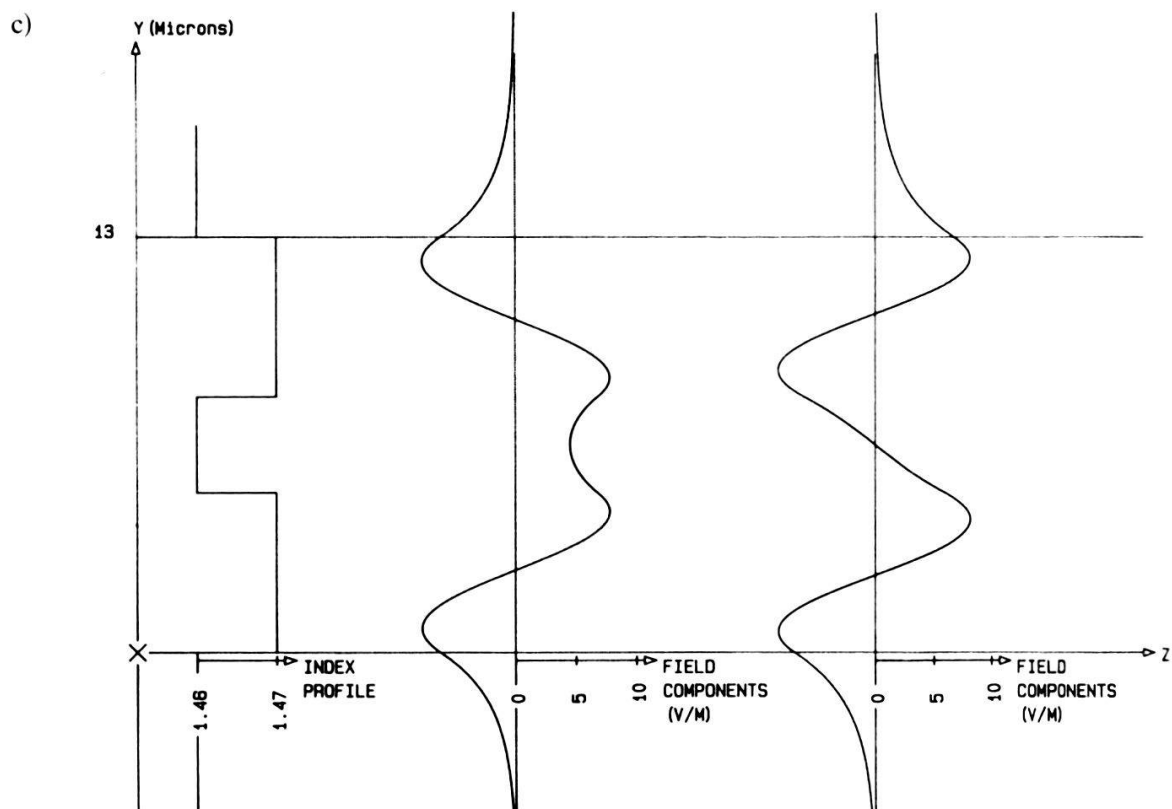 c)
Y (Microns)
13
INDEX
PROFILE
1.46
1.47
FIELD
COMPONENTS
(V/M)
0
5
10
FIELD
COMPONENTS
(V/M)
0
5
10
Z